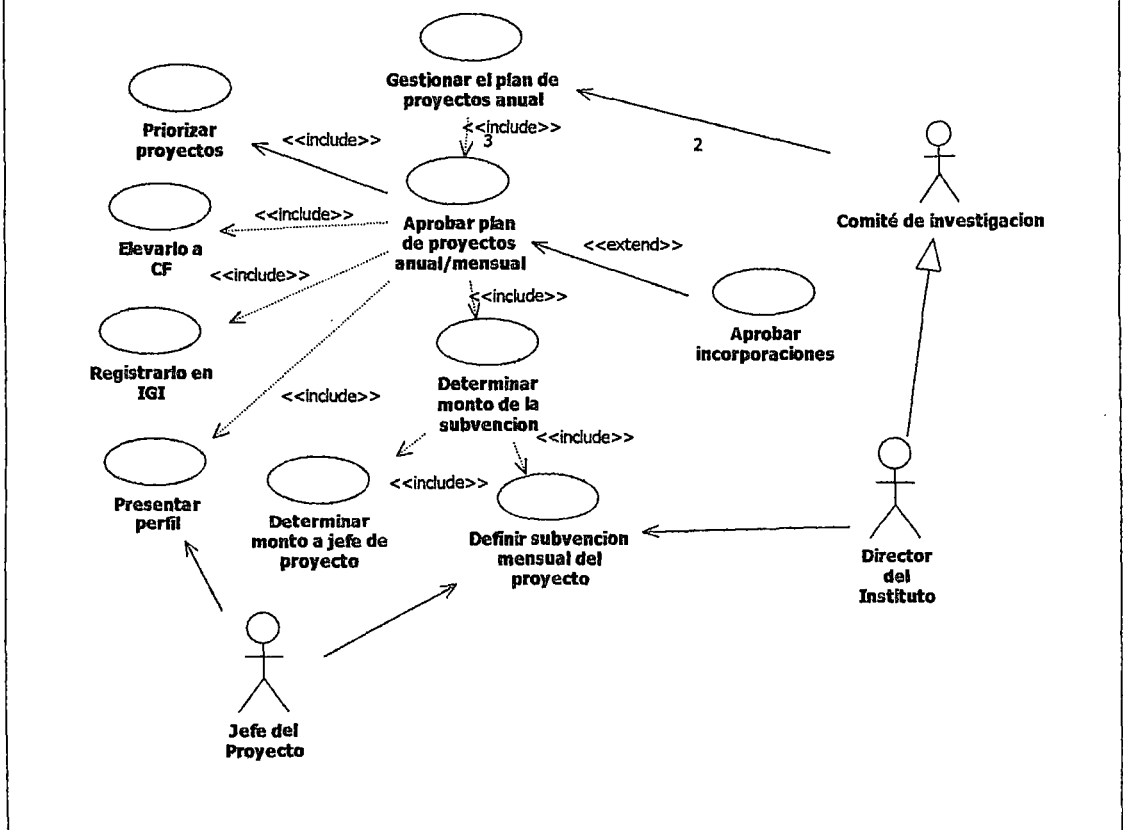 Gestionar el plan de
proyectos anual
Priorizar
proyectos
<<include>>
<<include>>
3
2
Comité de investigacion
<<include>>
Elevarlo a
CF
Aprobar plan
de proyectos
anual/mensual
<<extend>>
<<include>>
<<include>>
Aprobar
incorporaciones
Registrarlo en
IGI
Determinar
monto de la
subvencion
<<include>>
<<include>>
<<include>>
Presentar
perfil
Determinar
monto a jefe de
proyecto
Definir subvencion
mensual del
proyecto
Director
del
Instituto
Jefe del
Proyecto